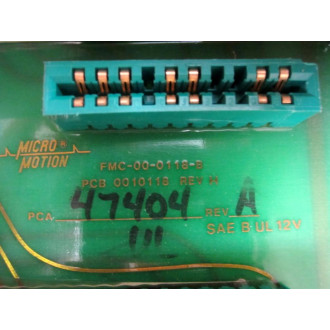 MICRO®
MOTION
FMC-00-0118-B
PCB 0010118 REV
PCA 47404 REV A
111
SAE B UL 12V